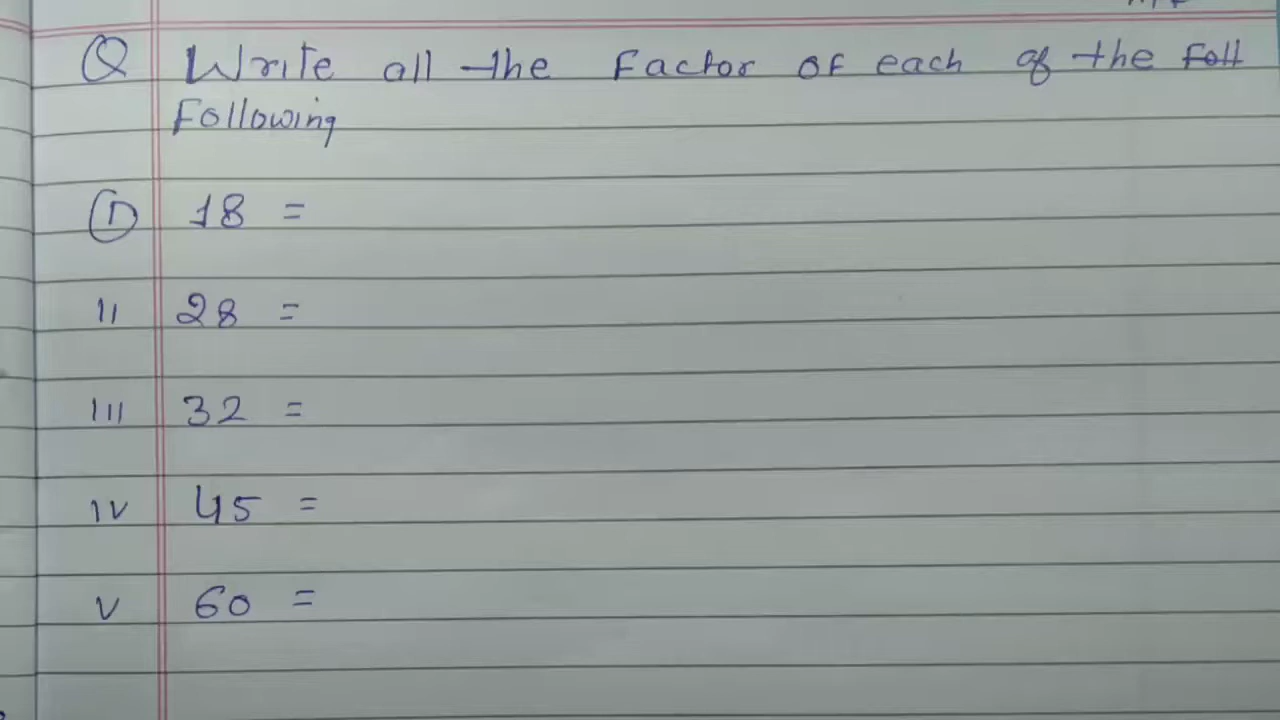 Q Write all the Factor of each of the Foll
Following
I 18 =
II 28 =
III 32 =
IV 45 =
V 60 =